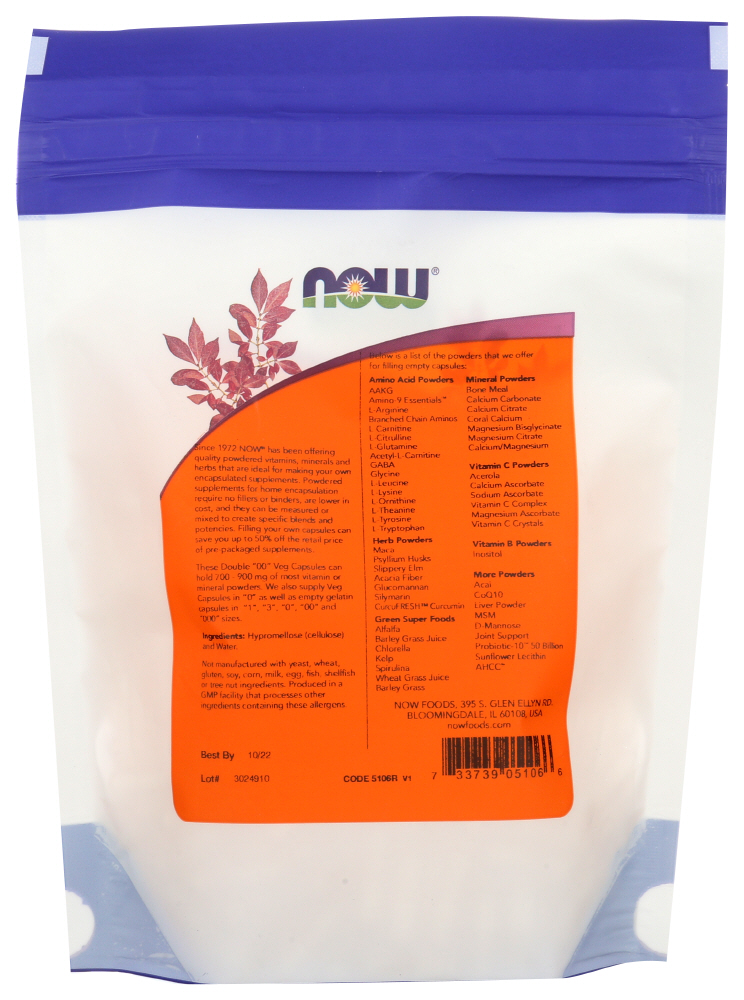 NOW®
Since 1972 NOW® has been offering
quality powdered vitamins, minerals and
herbs that are ideal for making your own
encapsulated supplements. Powdered
supplements for home encapsulation
require no fillers or binders, are lower in
cost, and they can be measured or
mixed to create specific blends and
potencies. Filling your own capsules can
save you up to 50% off the retail price
of pre-packaged supplements.
These Double "00" Veg Capsules can
hold 700 - 900 mg of most vitamin or
mineral powders. We also supply Veg
Capsules in "0" as well as empty gelatin
capsules in "1", "3", "0", "00" and
"000" sizes.
Ingredients: Hypromellose (cellulose)
and Water.
Not manufactured with yeast, wheat,
gluten, soy, corn, milk, egg, fish, shellfish
or tree nut ingredients. Produced in a
GMP facility that processes other
ingredients containing these allergens.
Best By 10/22
Lot# 3024910
Below is a list of the powders that we offer
for filling empty capsules:
Amino Acid Powders
AAKG
Amino-9 Essentials™
L-Arginine
Branched Chain Aminos
L-Carnitine
L-Citrulline
L-Glutamine
Acetyl-L-Carnitine
GABA
Glycine
L-Leucine
L-Lysine
L-Ornithine
L-Theanine
L-Tyrosine
L-Tryptophan
Herb Powders
Maca
Psyllium Husks
Slippery Elm
Acacia Fiber
Glucomannan
Silymarin
CurcuFRESH™ Curcumin
Green Super Foods
Alfalfa
Barley Grass Juice
Chlorella
Kelp
Spirulina
Wheat Grass Juice
Barley Grass
Mineral Powders
Bone Meal
Calcium Carbonate
Calcium Citrate
Coral Calcium
Magnesium Bisglycinate
Magnesium Citrate
Calcium/Magnesium
Vitamin C Powders
Acerola
Calcium Ascorbate
Sodium Ascorbate
Vitamin C Complex
Magnesium Ascorbate
Vitamin C Crystals
Vitamin B Powders
Inositol
More Powders
Acai
CoQ10
Liver Powder
MSM
D-Mannose
Joint Support
Probiotic-10™ 50 Billion
Sunflower Lecithin
AHCC™
NOW FOODS, 395 S. GLEN ELLYN RD.
BLOOMINGDALE, IL 60108, USA
nowfoods.com
CODE 5106R V1
7 33739 05106 6